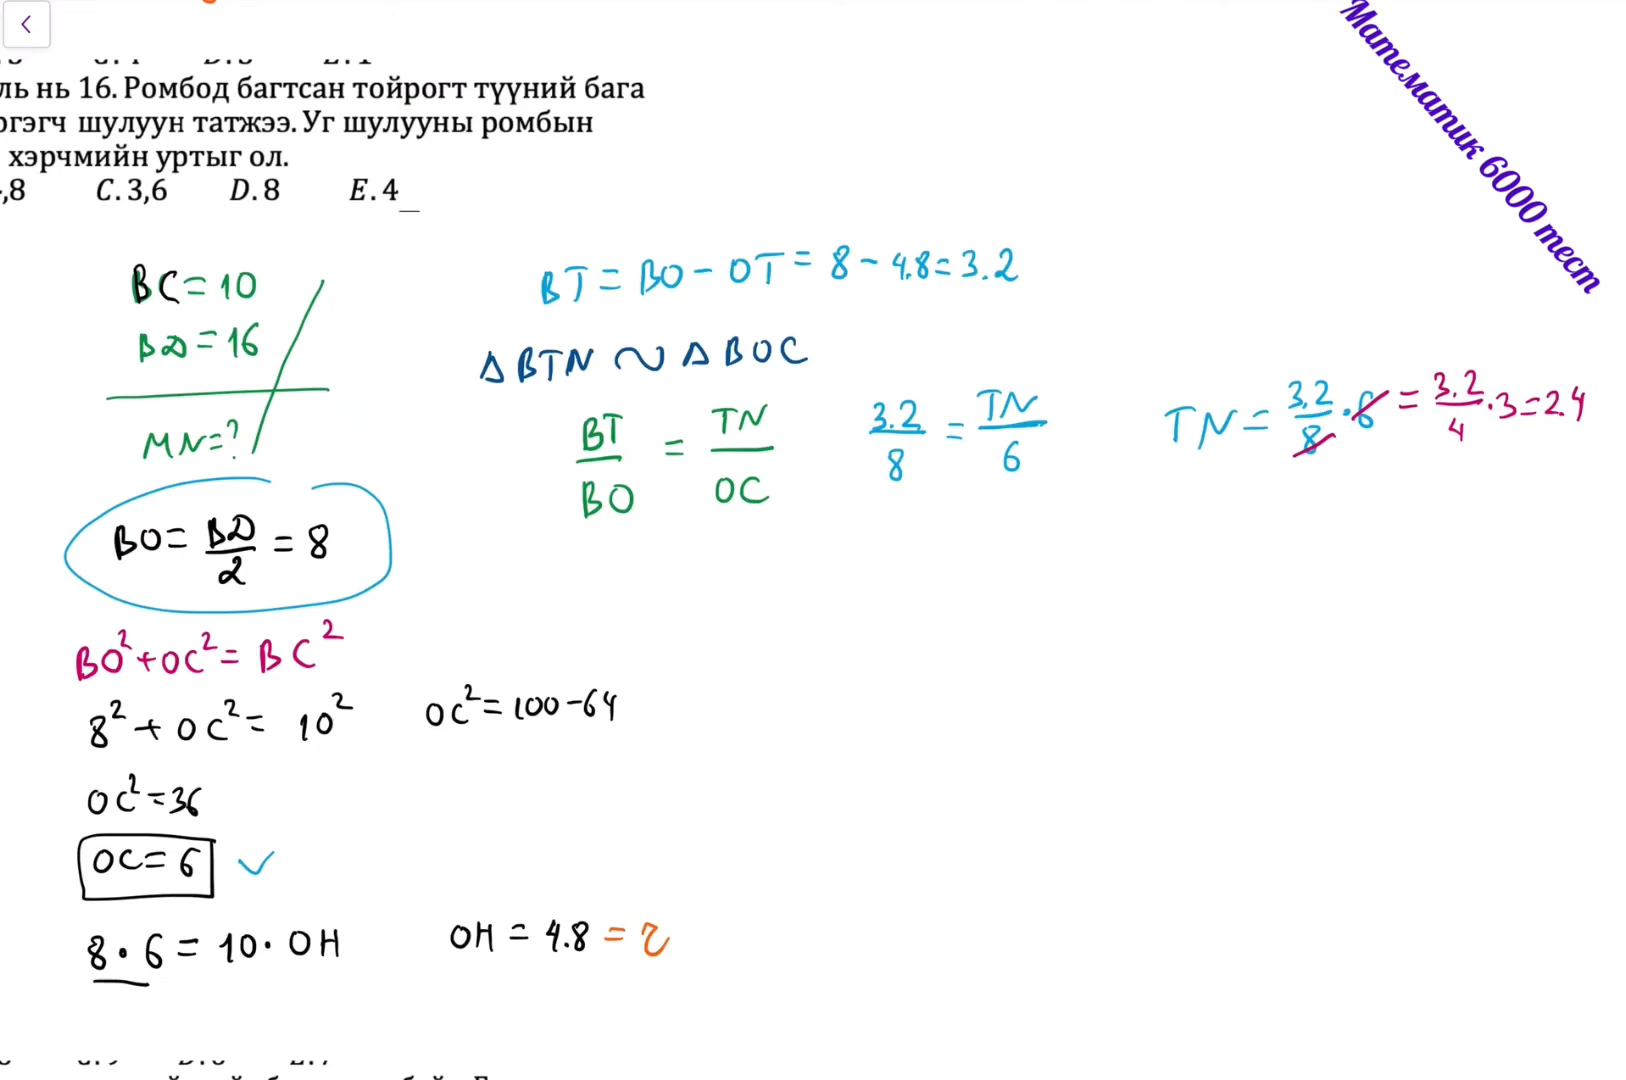 ль нь 16. Ромбод багтсан тойрогт түүний бага
ргэгч шулуун татжээ. Уг шулууны ромбын
хэрчмийн уртыг ол.
,8 C. 3,6 D. 8 E. 4
Математик 6000 тест
BC = 10
BD = 16
MN = ?
BO = BD/2 = 8
BO² + OC² = BC²
8² + OC² = 10²
OC² = 100 - 64
OC² = 36
OC = 6 ✓
8 · 6 = 10 · OH
OH = 4.8 = r
BT = BO - OT = 8 - 4.8 = 3.2
Δ BTN ∼ Δ BOC
BT/BO = TN/OC
3.2/8 = TN/6
TN = 3.2/8 · 6 = 3.2/4 · 3 = 2.4